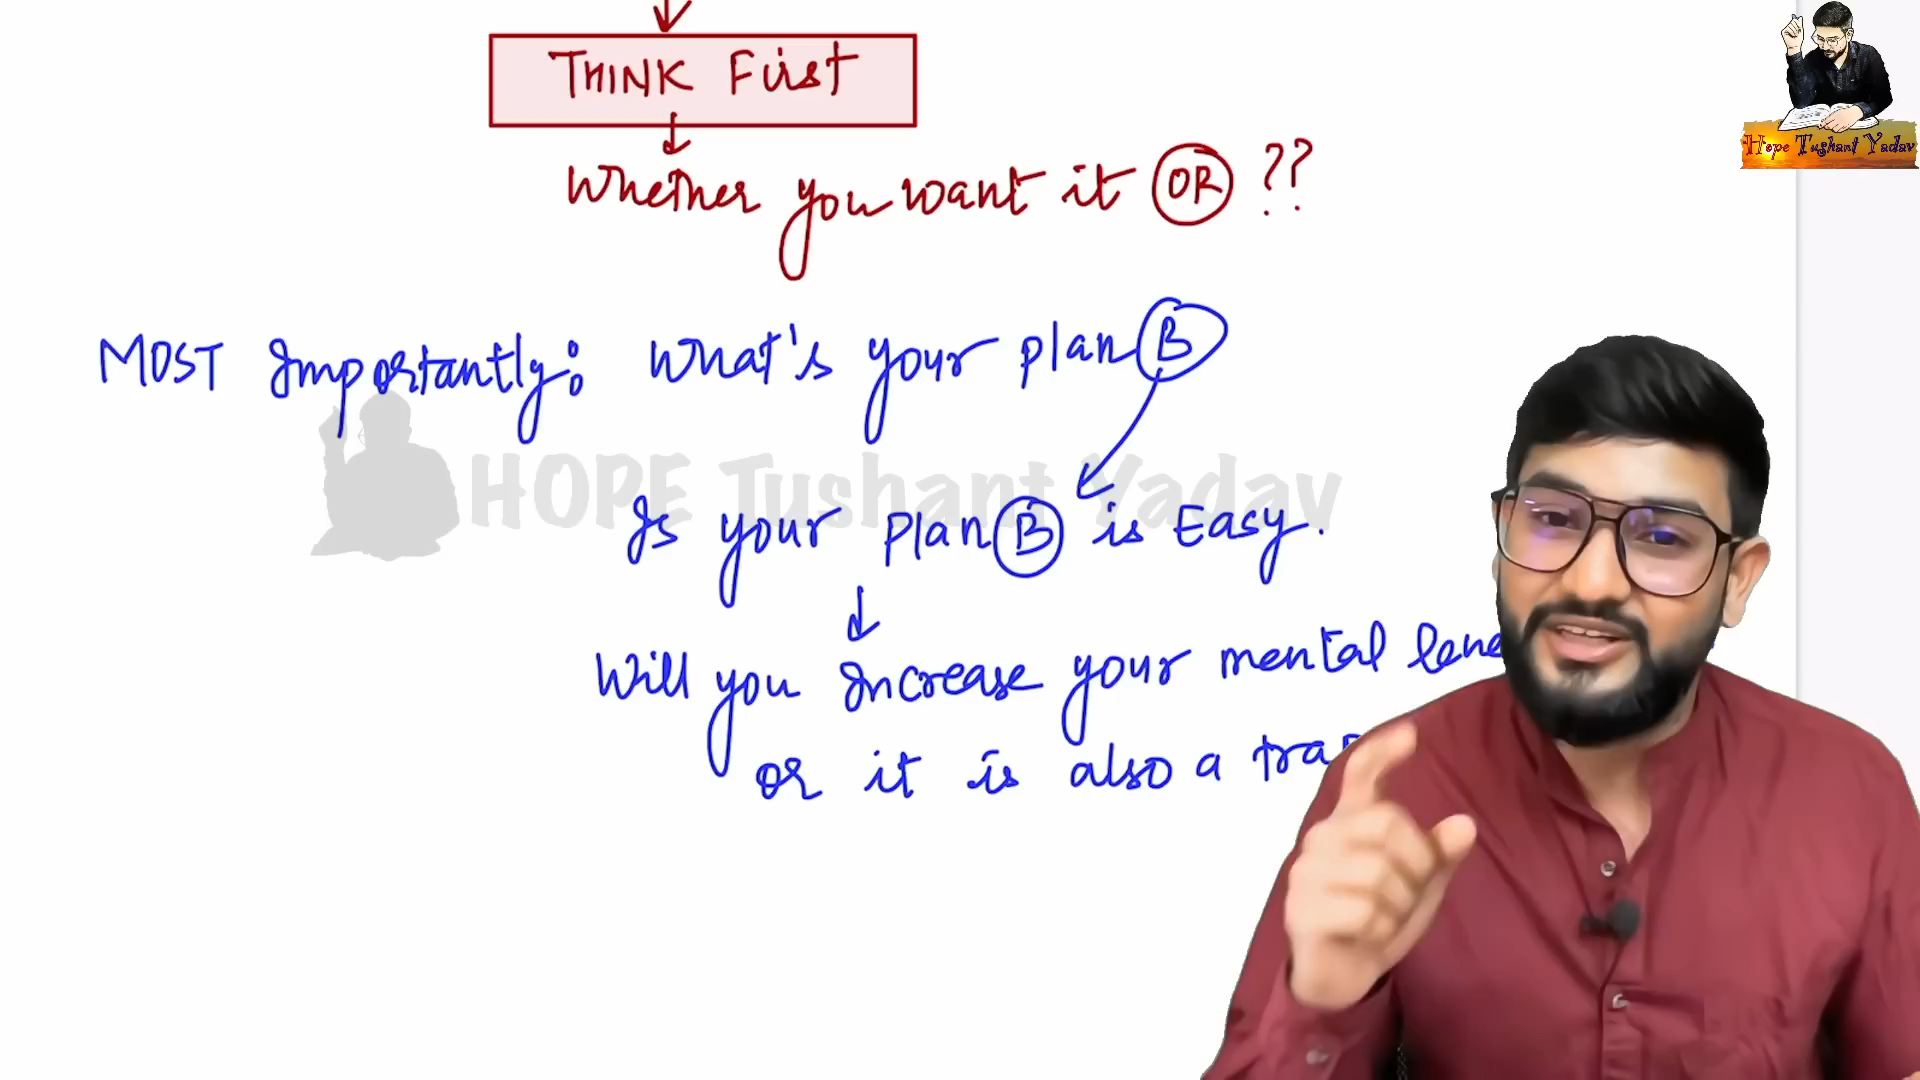 THINK First
Whether you want it OR ??
MOST Importantly: What's your plan B
Is your plan B is Easy.
Will you Increase your mental
or it is also a
HOPE Tushant Yadav
Hope Tushant Yadav